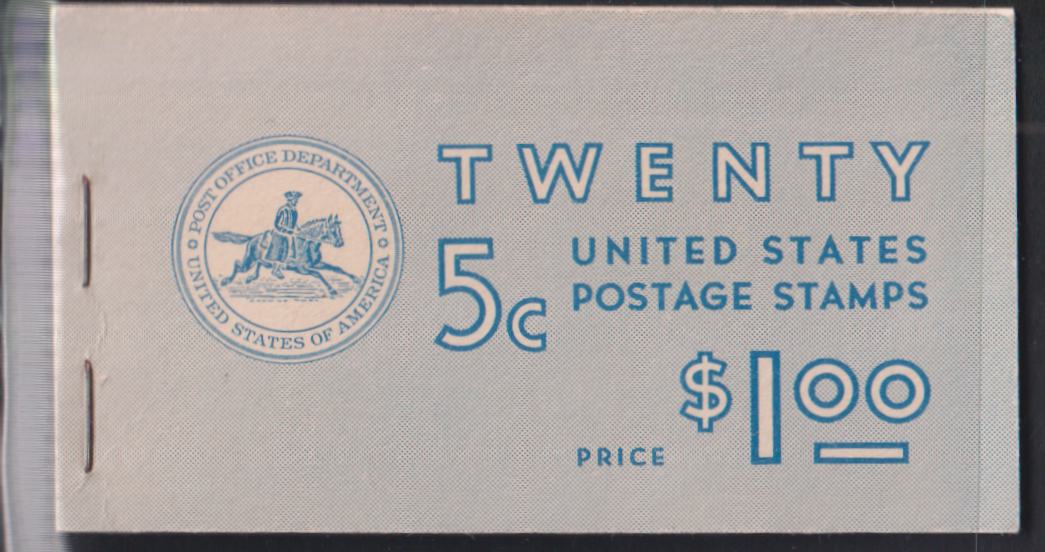 POST OFFICE DEPARTMENT
UNITED STATES OF AMERICA
TWENTY
5c UNITED STATES
POSTAGE STAMPS
PRICE $1.00